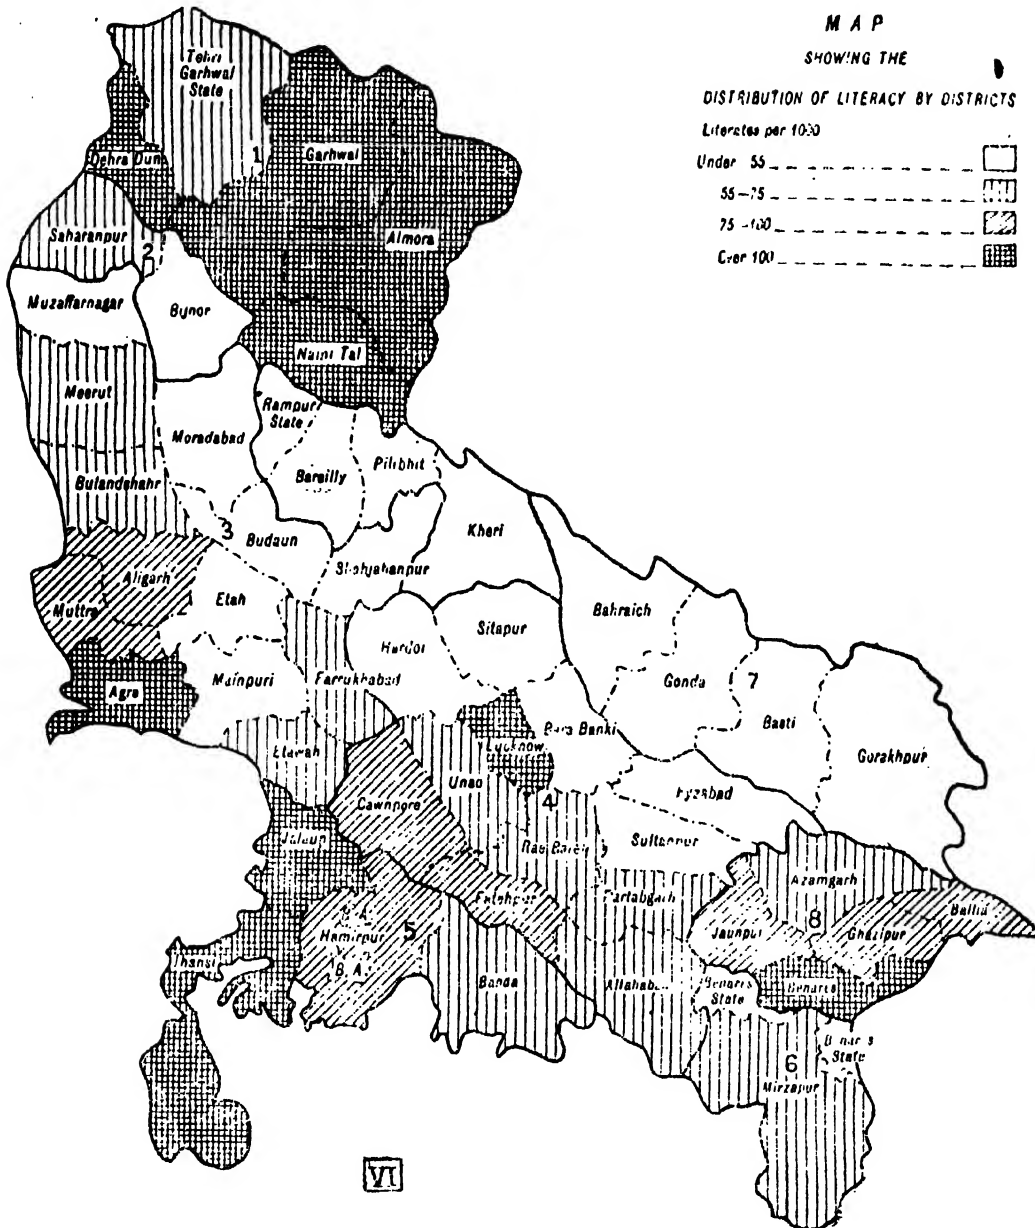 MAP
SHOWING THE
DISTRIBUTION OF LITERACY BY DISTRICTS
Literates per 1000
Under 55
55-75
75-100
Over 100
Tehri
Garhwal
State
1
Garhwal
Dehra Dun
Almora
Saharanpur
2
Muzaffarnagar
Bijnor
Naini Tal
Meerut
Rampur
State
Moradabad
Pilibhit
Bareilly
Bulandshahr
3
Budaun
Kheri
Shahjahanpur
Aligarh
Muttra
Etah
Bahraich
Sitapur
Hardoi
Mainpuri
Farrukhabad
Gonda
7
Agra
Basti
Bara Banki
Lucknow
Gorakhpur
Etawah
Unao
4
Fyzabad
Cawnpore
Jalaun
Rae Bareli
Sultanpur
Azamgarh
Fatehpur
Partabgarh
Ballia
B.A.
Hamirpur
5
Jaunpur
8
Ghazipur
B.A.
Jhansi
Banda
Allahabad
Benares
State
Benares
Benares
State
6
Mirzapur
VI